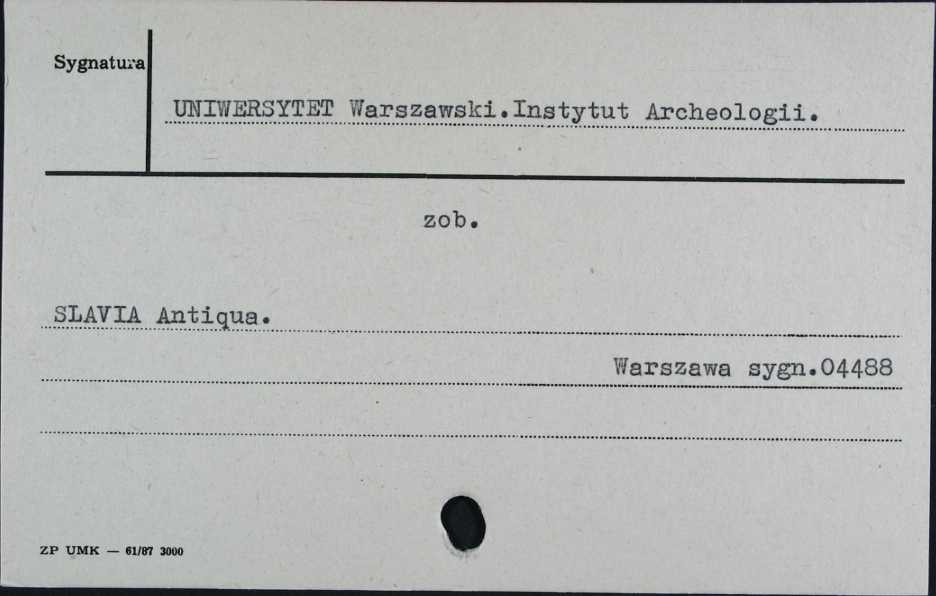 Sygnatura
UNIWERSYTET Warszawski.Instytut Archeologii.
zob.
SLAVIA Antiqua.
Warszawa sygn.04488
ZP UMK — 61/87 3000